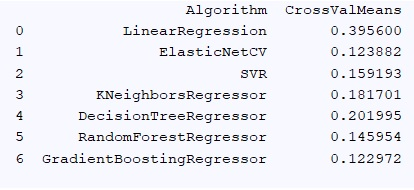 Algorithm CrossValMeans
0 LinearRegression 0.395600
1 ElasticNetCV 0.123882
2 SVR 0.159193
3 KNeighborsRegressor 0.181701
4 DecisionTreeRegressor 0.201995
5 RandomForestRegressor 0.145954
6 GradientBoostingRegressor 0.122972